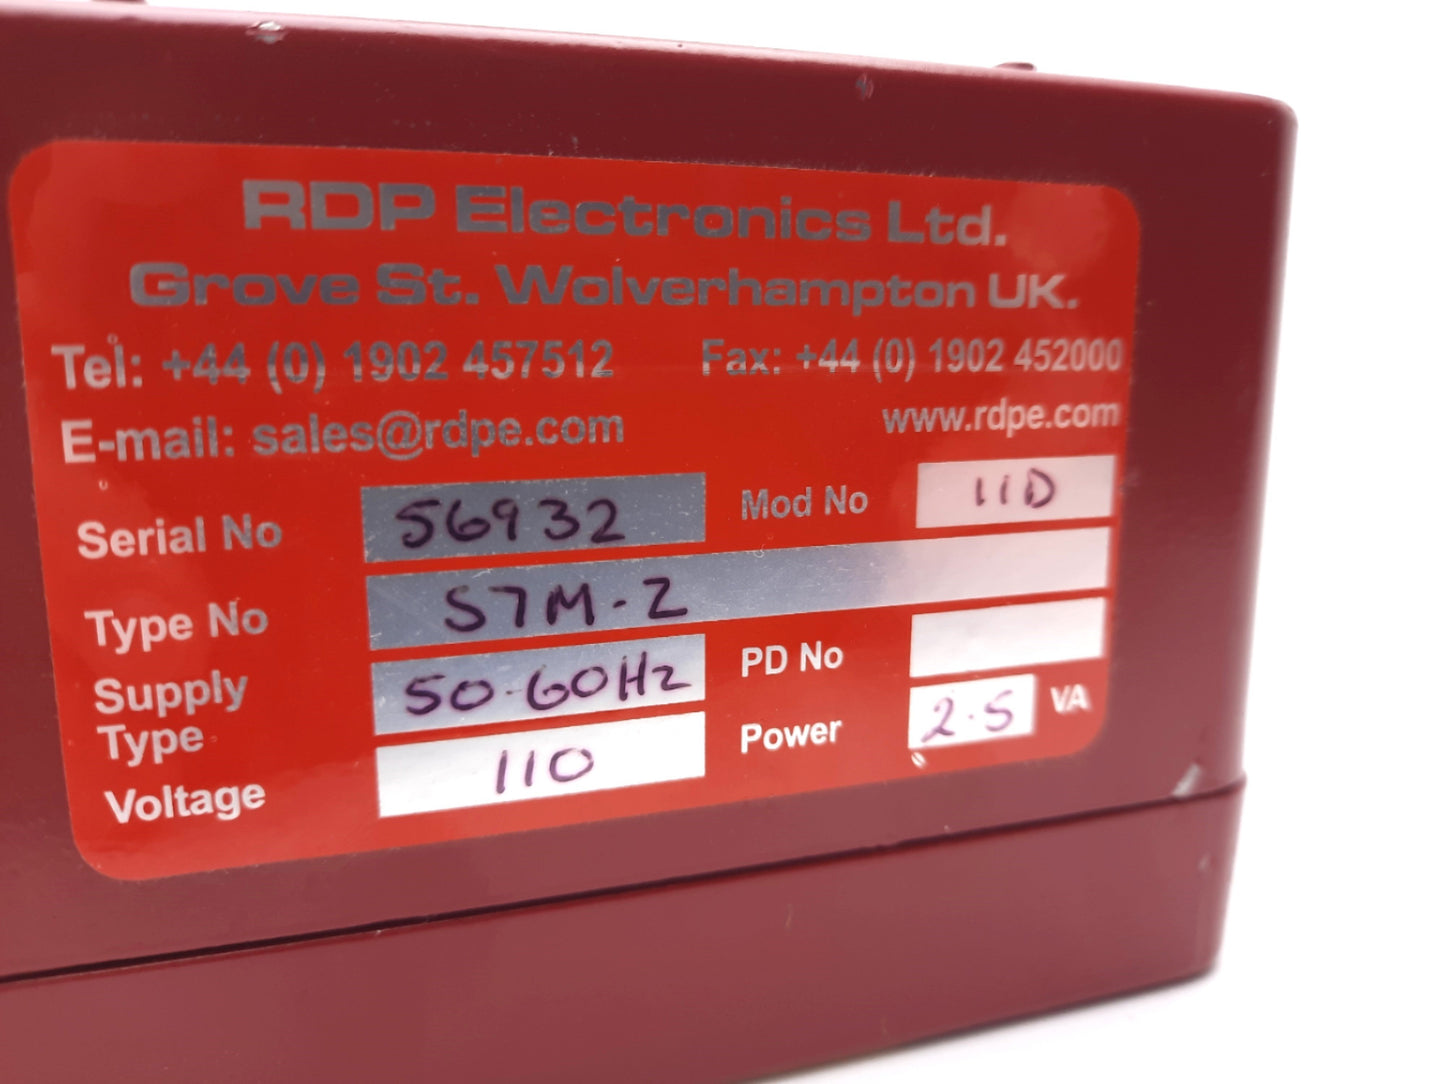 RDP Electronics Ltd.
Grove St. Wolverhampton UK.
Tel: +44 (0) 1902 457512 Fax: +44 (0) 1902 452000
E-mail: sales@rdpe.com www.rdpe.com
Serial No 56932 Mod No 11D
Type No S7M-Z
Supply Type 50-60Hz PD No
Voltage 110 Power 2.5 VA